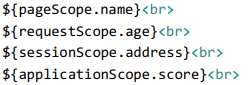 ${pageScope.name}<br>
${requestScope.age}<br>
${sessionScope.address}<br>
${applicationScope.score}<br>